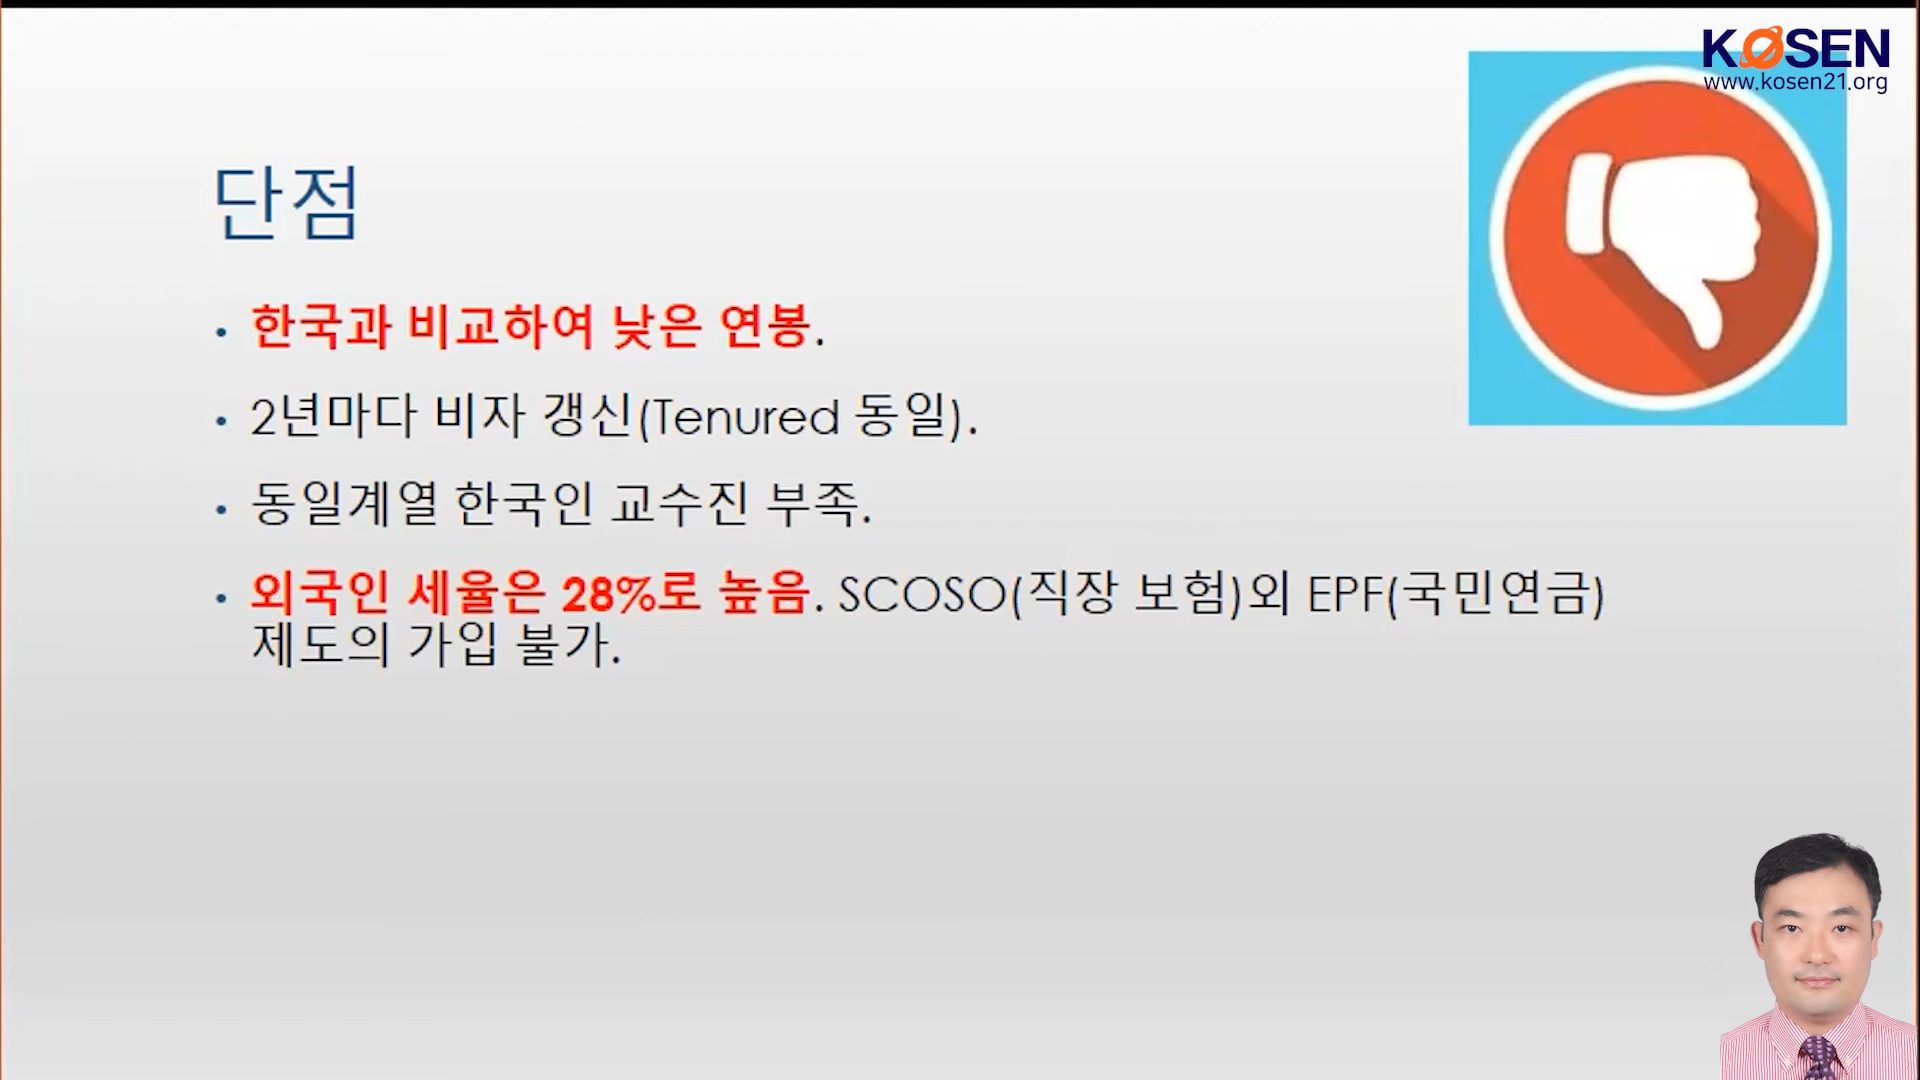 KOSEN
www.kosen21.org
단점
• 한국과 비교하여 낮은 연봉.
• 2년마다 비자 갱신(Tenured 동일).
• 동일계열 한국인 교수진 부족.
• 외국인 세율은 28%로 높음. SCOSO(직장 보험)외 EPF(국민연금)
제도의 가입 불가.